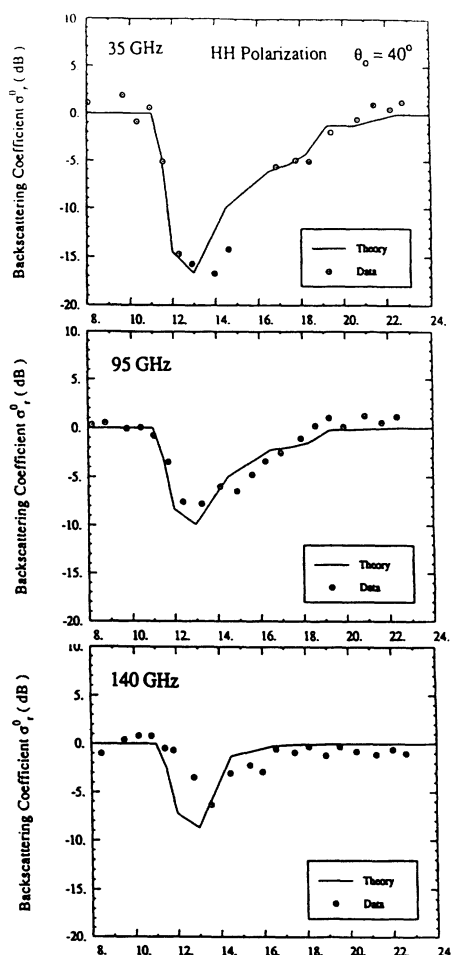 10.
35 GHz HH Polarization θ₀ = 40°
5.
0.
-5.
-10.
-15.
-20.
Backscattering Coefficient σ⁰r ( dB )
Theory
Data
8. 10. 12. 14. 16. 18. 20. 22. 24.
10.
95 GHz
5.
0.
-5.
-10.
-15.
-20.
Backscattering Coefficient σ⁰r ( dB )
Theory
Data
8. 10. 12. 14. 16. 18. 20. 22. 24.
10.
140 GHz
5.
0.
-5.
-10.
-15.
-20.
Backscattering Coefficient σ⁰r ( dB )
Theory
Data
8. 10. 12. 14. 16. 18. 20. 22. 24.